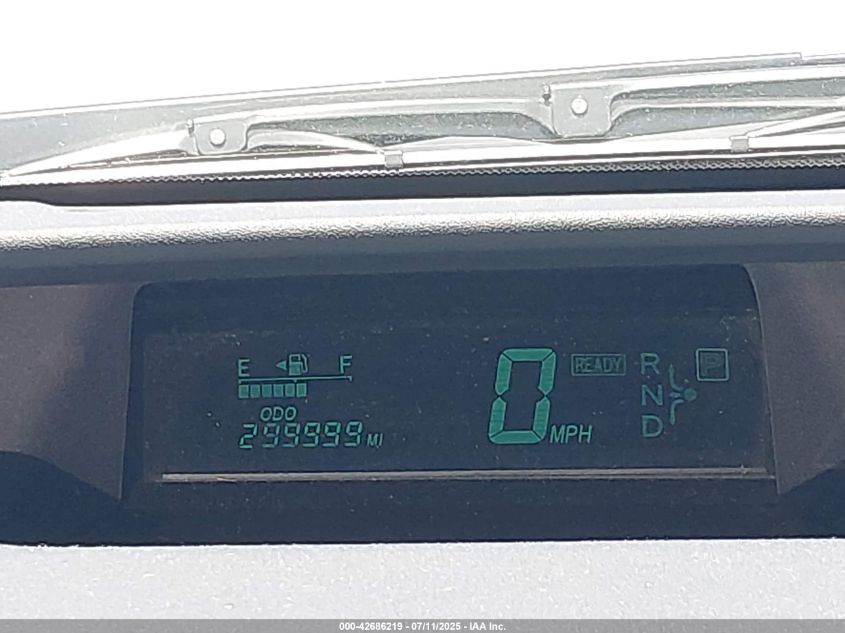 E F
ODO
299999 MI
0 MPH
READY
R
N
D
P
000-42686219 - 07/11/2025 - IAA Inc.